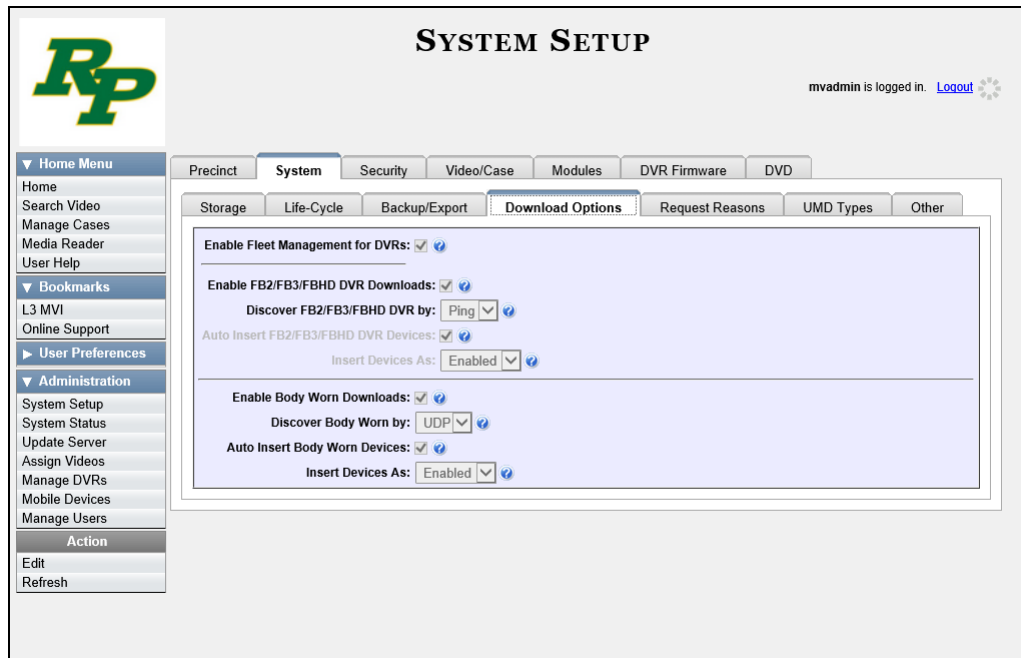 RP
SYSTEM SETUP
mvadmin is logged in. Logout
▼ Home Menu
Home
Search Video
Manage Cases
Media Reader
User Help
▼ Bookmarks
L3 MVI
Online Support
▶ User Preferences
▼ Administration
System Setup
System Status
Update Server
Assign Videos
Manage DVRs
Mobile Devices
Manage Users
Action
Edit
Refresh
Precinct System Security Video/Case Modules DVR Firmware DVD
Storage Life-Cycle Backup/Export Download Options Request Reasons UMD Types Other
Enable Fleet Management for DVRs: ?
Enable FB2/FB3/FBHD DVR Downloads: ?
Discover FB2/FB3/FBHD DVR by: Ping ?
Auto Insert FB2/FB3/FBHD DVR Devices: ?
Insert Devices As: Enabled ?
Enable Body Worn Downloads: ?
Discover Body Worn by: UDP ?
Auto Insert Body Worn Devices: ?
Insert Devices As: Enabled ?